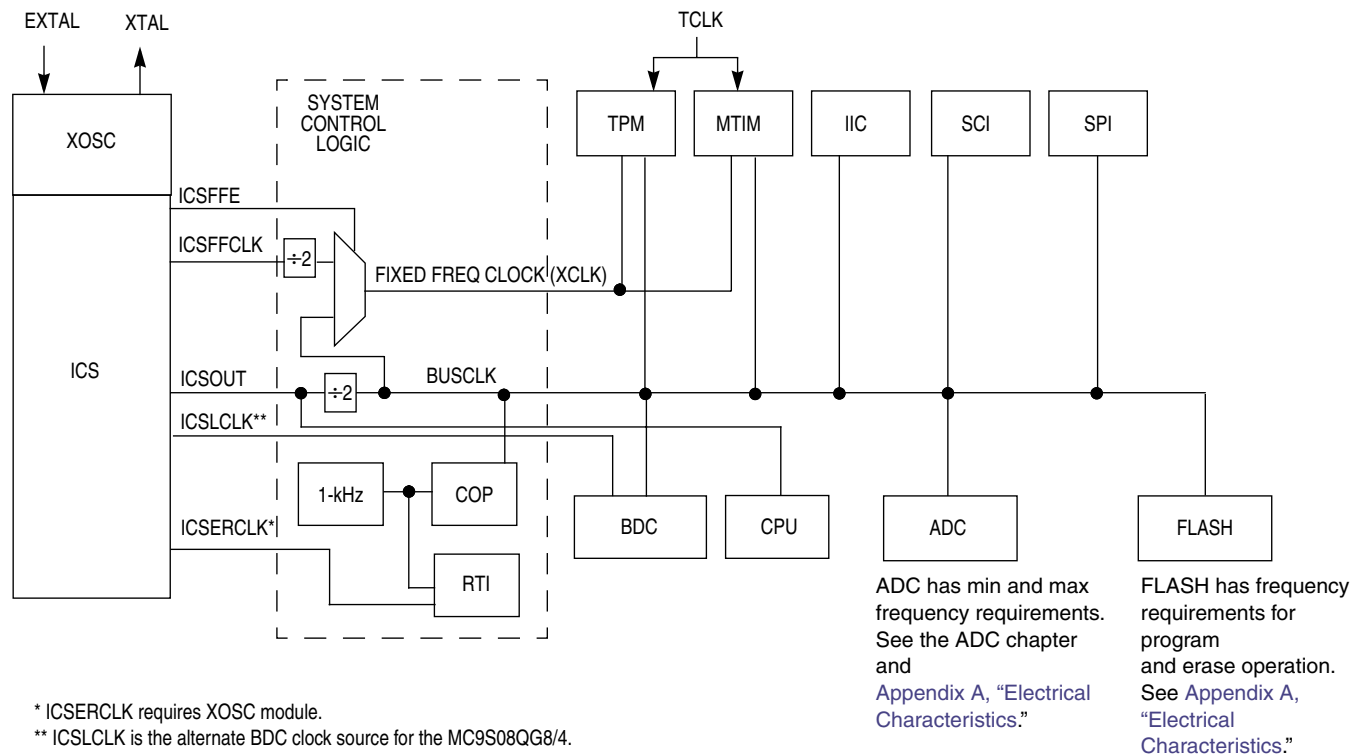 EXTAL
XTAL
TCLK
XOSC
SYSTEM
CONTROL
LOGIC
TPM
MTIM
IIC
SCI
SPI
ICSFFE
ICSFFCLK
÷2
FIXED FREQ CLOCK (XCLK)
ICS
ICSOUT
÷2
BUSCLK
ICSLCLK**
1-kHz
COP
ICSERCLK*
RTI
BDC
CPU
ADC
FLASH
ADC has min and max
frequency requirements.
See the ADC chapter
and
Appendix A, “Electrical
Characteristics.”
FLASH has frequency
requirements for
program
and erase operation.
See Appendix A,
“Electrical
Characteristics.”
* ICSERCLK requires XOSC module.
** ICSLCLK is the alternate BDC clock source for the MC9S08QG8/4.